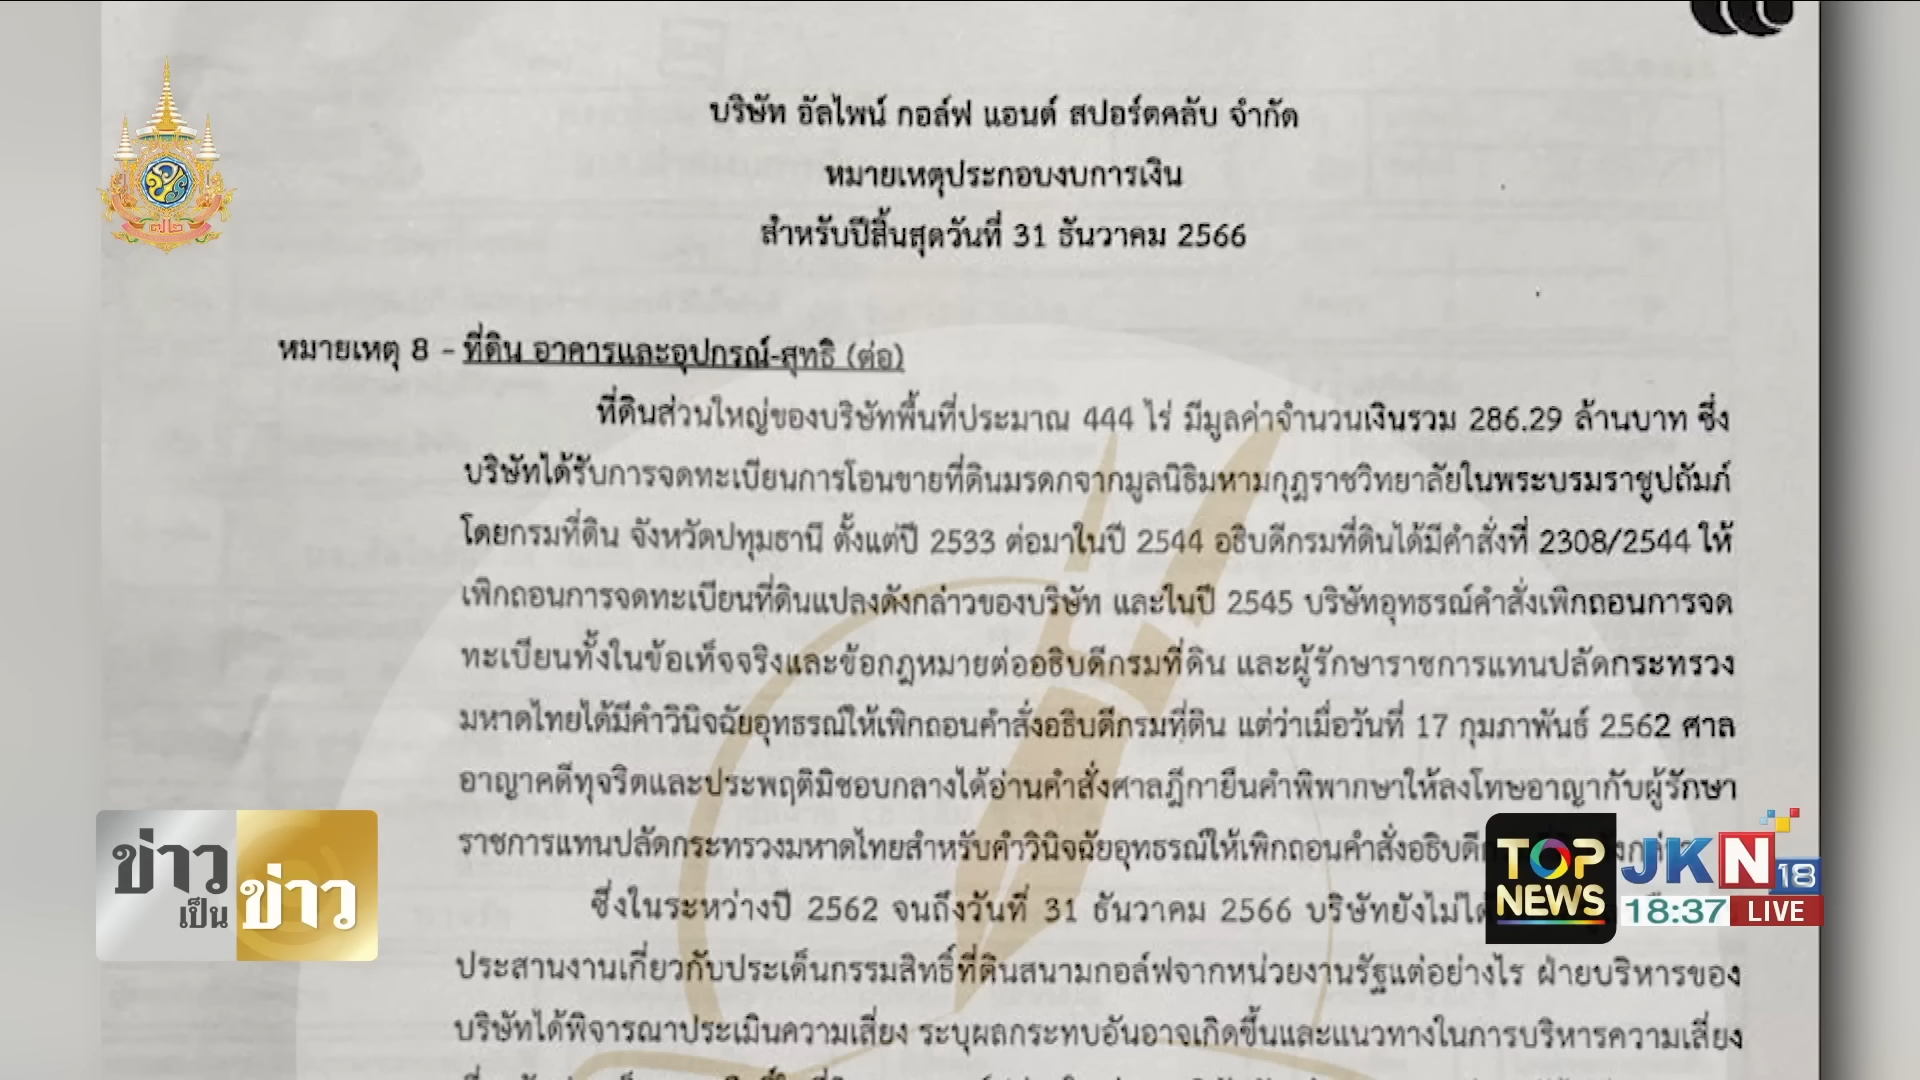 บริษัท อัลไพน์ กอล์ฟ แอนด์ สปอร์ตคลับ จำกัด
หมายเหตุประกอบงบการเงิน
สำหรับปีสิ้นสุดวันที่ 31 ธันวาคม 2566
หมายเหตุ 8 - ที่ดิน อาคารและอุปกรณ์-สุทธิ (ต่อ)
ที่ดินส่วนใหญ่ของบริษัทพื้นที่ประมาณ 444 ไร่ มีมูลค่าจำนวนเงินรวม 286.29 ล้านบาท ซึ่ง
บริษัทได้รับการจดทะเบียนการโอนขายที่ดินมรดกจากมูลนิธิมหามกุฎราชวิทยาลัยในพระบรมราชูปถัมภ์
โดยกรมที่ดิน จังหวัดปทุมธานี ตั้งแต่ปี 2533 ต่อมาในปี 2544 อธิบดีกรมที่ดินได้มีคำสั่งที่ 2308/2544 ให้
เพิกถอนการจดทะเบียนที่ดินแปลงดังกล่าวของบริษัท และในปี 2545 บริษัทอุทธรณ์คำสั่งเพิกถอนการจด
ทะเบียนทั้งในข้อเท็จจริงและข้อกฎหมายต่ออธิบดีกรมที่ดิน และผู้รักษาราชการแทนปลัดกระทรวง
มหาดไทยได้มีคำวินิจฉัยอุทธรณ์ให้เพิกถอนคำสั่งอธิบดีกรมที่ดิน แต่ว่าเมื่อวันที่ 17 กุมภาพันธ์ 2562 ศาล
อาญาคดีทุจริตและประพฤติมิชอบกลางได้อ่านคำสั่งศาลฎีกายืนคำพิพากษาให้ลงโทษอาญากับผู้รักษา
ราชการแทนปลัดกระทรวงมหาดไทยสำหรับคำวินิจฉัยอุทธรณ์ให้เพิกถอนคำสั่งอธิบดี
ซึ่งในระหว่างปี 2562 จนถึงวันที่ 31 ธันวาคม 2566 บริษัทยังไม่ได้
ประสานงานเกี่ยวกับประเด็นกรรมสิทธิ์ที่ดินสนามกอล์ฟจากหน่วยงานรัฐแต่อย่างไร ฝ่ายบริหารของ
บริษัทได้พิจารณาประเมินความเสี่ยง ระบุผลกระทบอันอาจเกิดขึ้นและแนวทางในการบริหารความเสี่ยง
ข่าว
เป็น
ข่าว
TOP
NEWS
JKN
18
18:37
LIVE
๗๒